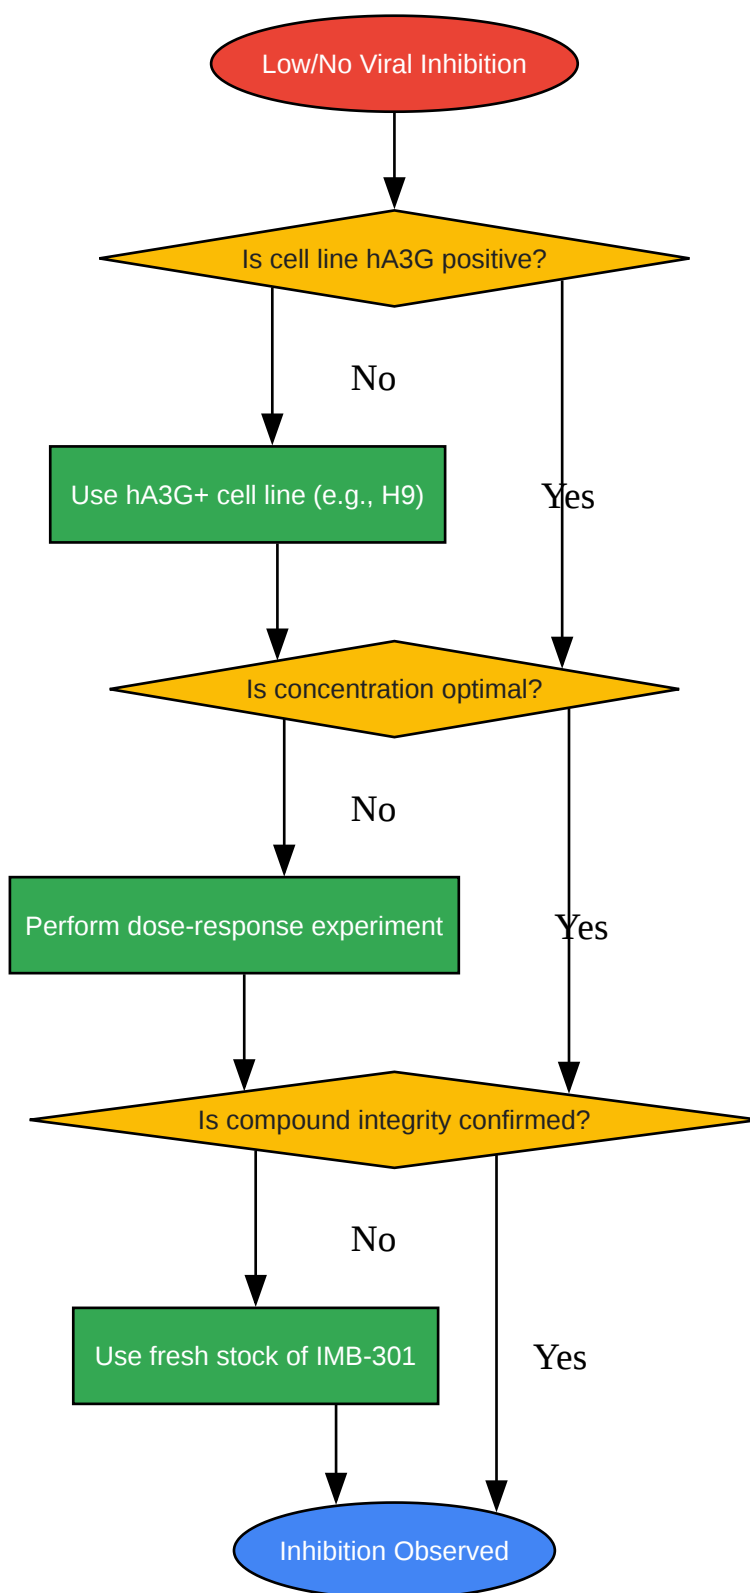 Low/No Viral Inhibition
Is cell line hA3G positive?
No
Use hA3G+ cell line (e.g., H9)
Yes
Is concentration optimal?
No
Perform dose-response experiment
Yes
Is compound integrity confirmed?
No
Use fresh stock of IMB-301
Yes
Inhibition Observed